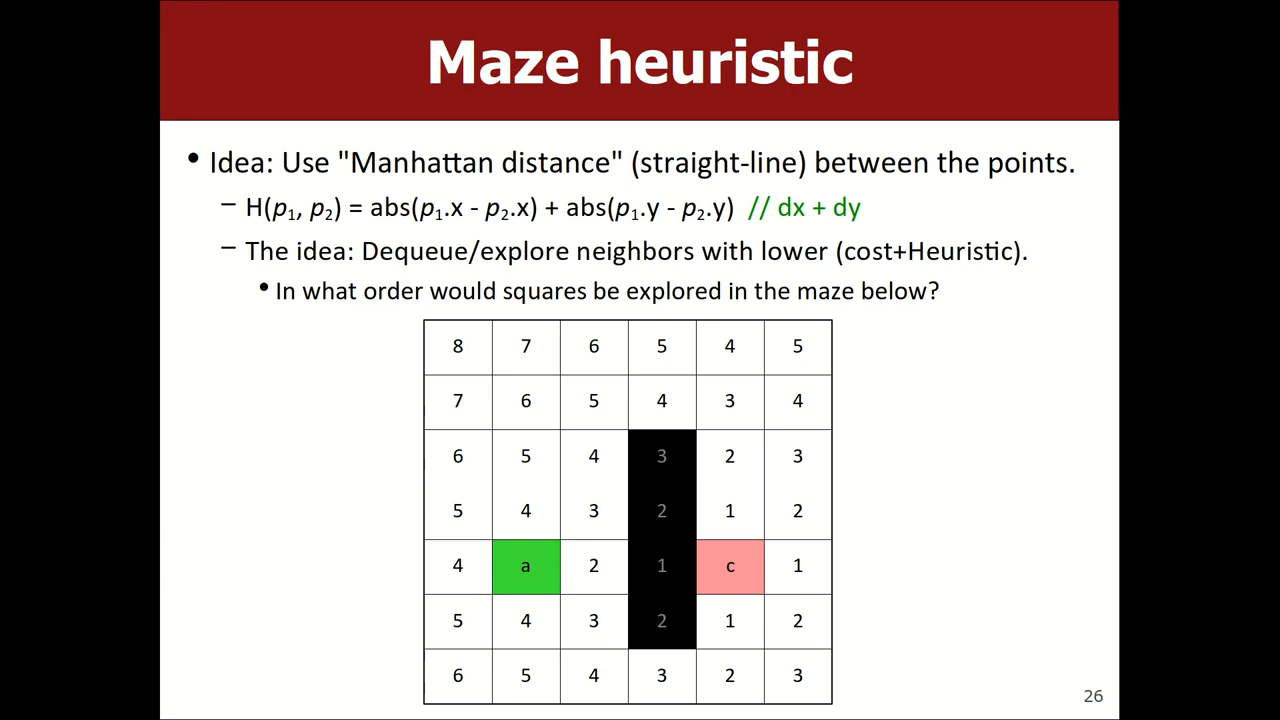 Maze heuristic
• Idea: Use "Manhattan distance" (straight-line) between the points.
– H(p₁, p₂) = abs(p₁.x - p₂.x) + abs(p₁.y - p₂.y) // dx + dy
– The idea: Dequeue/explore neighbors with lower (cost+Heuristic).
• In what order would squares be explored in the maze below?
8 7 6 5 4 5
7 6 5 4 3 4
6 5 4 3 2 3
5 4 3 2 1 2
4 a 2 1 c 1
5 4 3 2 1 2
6 5 4 3 2 3
26